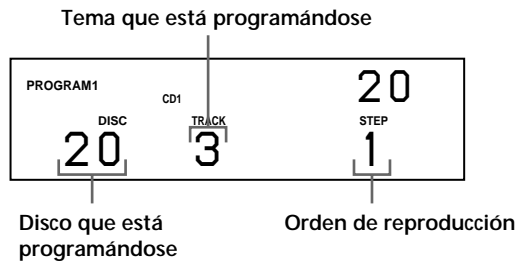 Tema que está programándose
PROGRAM1
CD1
20
DISC
TRACK
STEP
20
3
1
Disco que está
programándose
Orden de reproducción